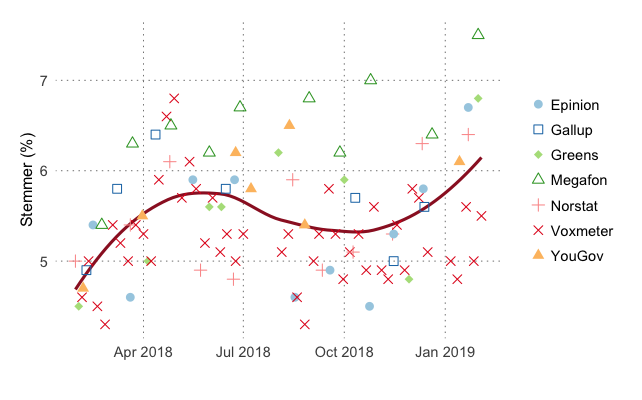 Stemmer (%)
7
6
5
Apr 2018
Jul 2018
Oct 2018
Jan 2019
Epinion
Gallup
Greens
Megafon
Norstat
Voxmeter
YouGov